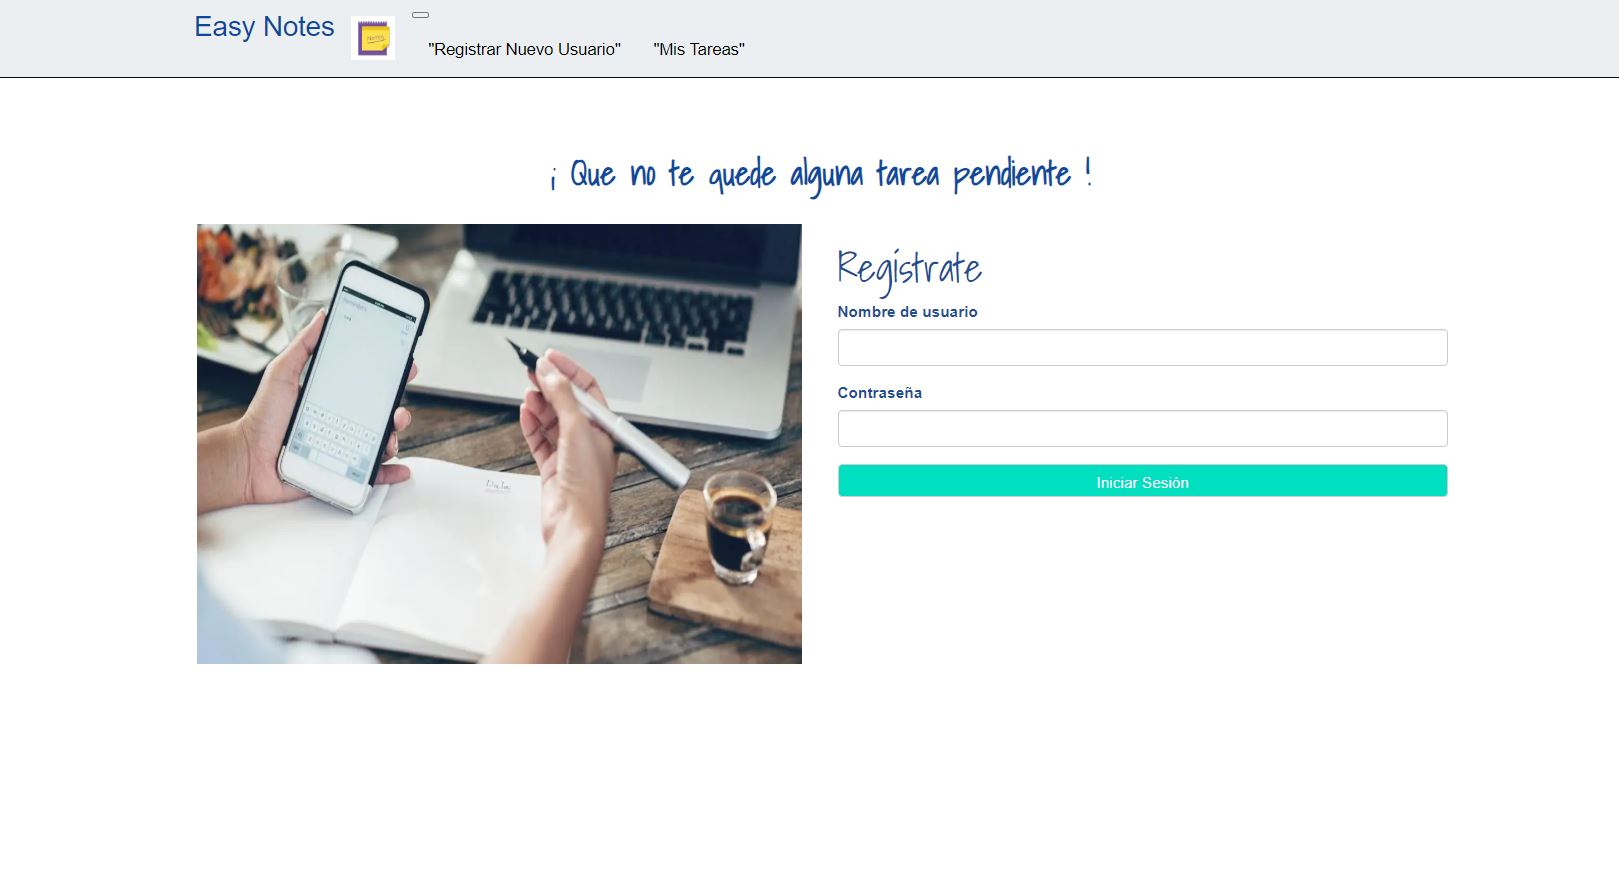 Easy Notes
Notes
"Registrar Nuevo Usuario" "Mis Tareas"
¡ Que no te quede alguna tarea pendiente !
Registrate
Nombre de usuario
Contraseña
Iniciar Sesión